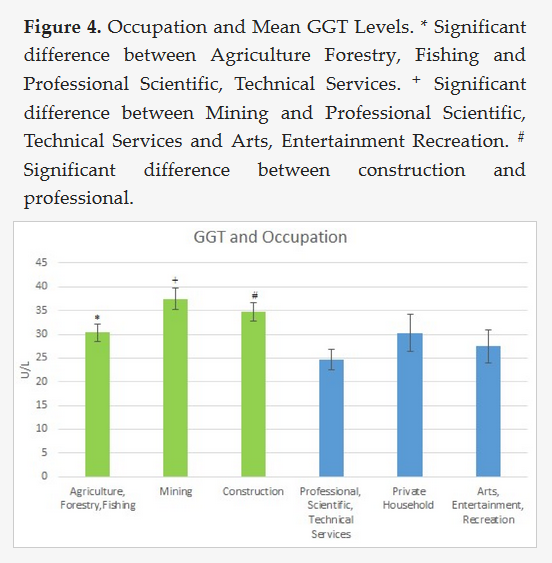 Figure 4. Occupation and Mean GGT Levels. * Significant
difference between Agriculture Forestry, Fishing and
Professional Scientific, Technical Services. + Significant
difference between Mining and Professional Scientific,
Technical Services and Arts, Entertainment Recreation. #
Significant difference between construction and
professional.
GGT and Occupation
45
40
35
30
25
20
15
10
5
0
U/L
*
+
#
Agriculture,
Forestry,Fishing
Mining
Construction
Professional,
Scientific,
Technical
Services
Private
Household
Arts,
Entertainment,
Recreation